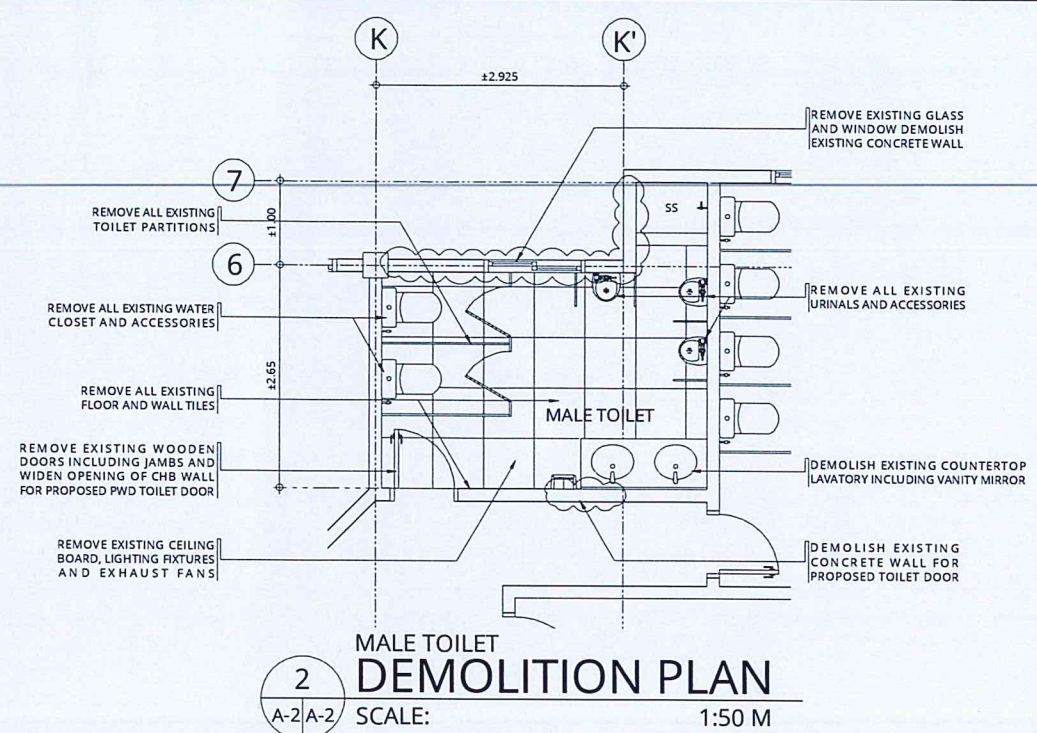 K
K'
±2.925
REMOVE EXISTING GLASS
AND WINDOW DEMOLISH
EXISTING CONCRETE WALL
7
SS
REMOVE ALL EXISTING
TOILET PARTITIONS
±1.00
6
REMOVE ALL EXISTING WATER
CLOSET AND ACCESSORIES
REMOVE ALL EXISTING
URINALS AND ACCESSORIES
±2.65
REMOVE ALL EXISTING
FLOOR AND WALL TILES
MALE TOILET
REMOVE EXISTING WOODEN
DOORS INCLUDING JAMBS AND
WIDEN OPENING OF CHB WALL
FOR PROPOSED PWD TOILET DOOR
DEMOLISH EXISTING COUNTERTOP
LAVATORY INCLUDING VANITY MIRROR
REMOVE EXISTING CEILING
BOARD, LIGHTING FIXTURES
AND EXHAUST FANS
DEMOLISH EXISTING
CONCRETE WALL FOR
PROPOSED TOILET DOOR
MALE TOILET
2
DEMOLITION PLAN
A-2 A-2
SCALE: 1:50 M